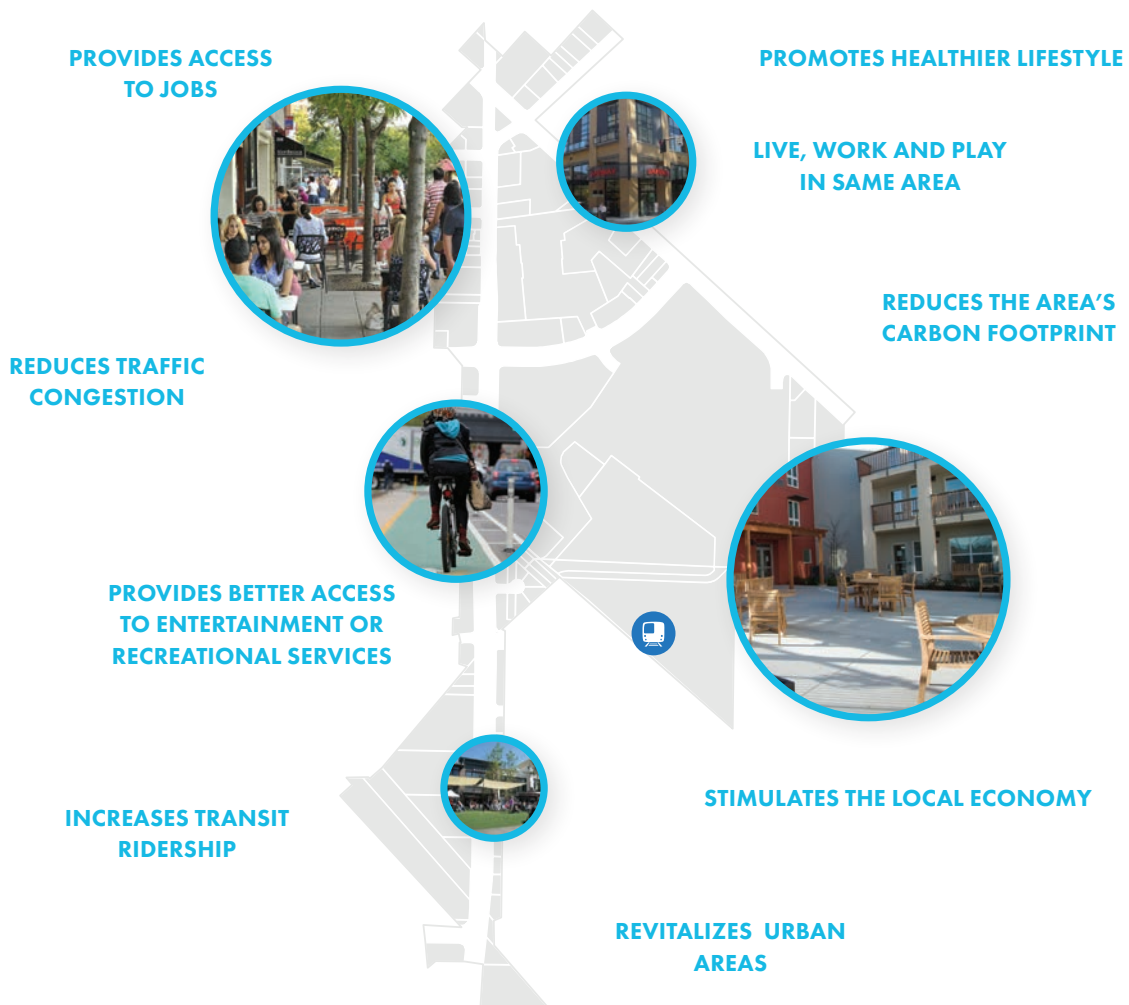 PROVIDES ACCESS
TO JOBS
PROMOTES HEALTHIER LIFESTYLE
LIVE, WORK AND PLAY
IN SAME AREA
REDUCES THE AREA'S
CARBON FOOTPRINT
REDUCES TRAFFIC
CONGESTION
PROVIDES BETTER ACCESS
TO ENTERTAINMENT OR
RECREATIONAL SERVICES
STIMULATES THE LOCAL ECONOMY
INCREASES TRANSIT
RIDERSHIP
REVITALIZES URBAN
AREAS